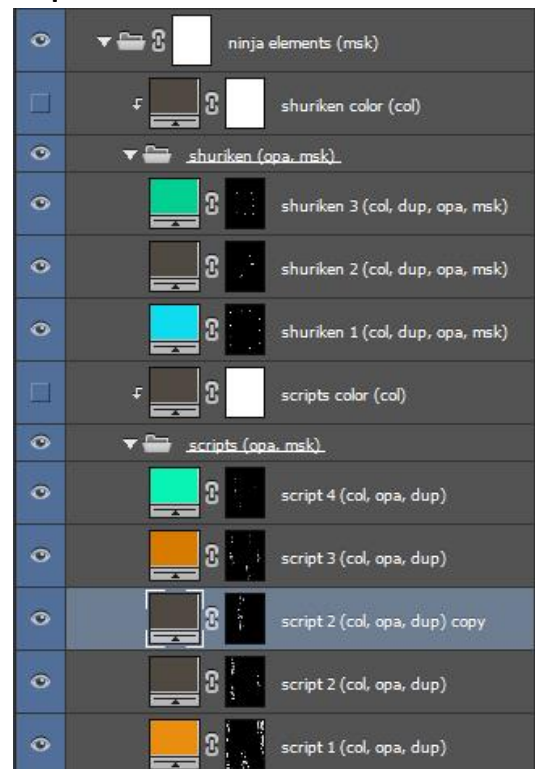 ninja elements (msk)
shuriken color (col)
shuriken (opa, msk)
shuriken 3 (col, dup, opa, msk)
shuriken 2 (col, dup, opa, msk)
shuriken 1 (col, dup, opa, msk)
scripts color (col)
scripts (opa, msk)
script 4 (col, opa, dup)
script 3 (col, opa, dup)
script 2 (col, opa, dup) copy
script 2 (col, opa, dup)
script 1 (col, opa, dup)